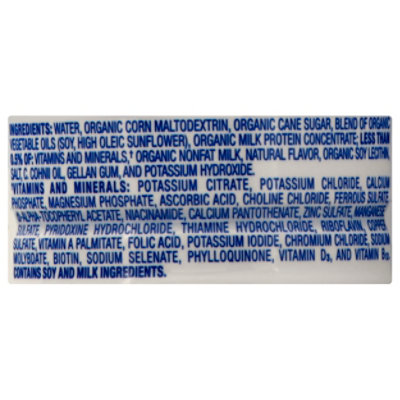 INGREDIENTS: WATER, ORGANIC CORN MALTODEXTRIN, ORGANIC CANE SUGAR, BLEND OF ORGANIC
VEGETABLE OILS (SOY, HIGH OLEIC SUNFLOWER), ORGANIC MILK PROTEIN CONCENTRATE; LESS THAN
0.5% OF: VITAMINS AND MINERALS,† ORGANIC NONFAT MILK, NATURAL FLAVOR, ORGANIC SOY LECITHIN,
SALT, C. COHNII OIL, GELLAN GUM, AND POTASSIUM HYDROXIDE.
†VITAMINS AND MINERALS: POTASSIUM CITRATE, POTASSIUM CHLORIDE, CALCIUM
PHOSPHATE, MAGNESIUM PHOSPHATE, ASCORBIC ACID, CHOLINE CHLORIDE, FERROUS SULFATE,
ALPHA-TOCOPHERYL ACETATE, NIACINAMIDE, CALCIUM PANTOTHENATE, ZINC SULFATE, MANGANESE
SULFATE, PYRIDOXINE HYDROCHLORIDE, THIAMINE HYDROCHLORIDE, RIBOFLAVIN, COPPER
SULFATE, VITAMIN A PALMITATE, FOLIC ACID, POTASSIUM IODIDE, CHROMIUM CHLORIDE, SODIUM
MOLYBDATE, BIOTIN, SODIUM SELENATE, PHYLLOQUINONE, VITAMIN D3, AND VITAMIN B12.
CONTAINS SOY AND MILK INGREDIENTS.